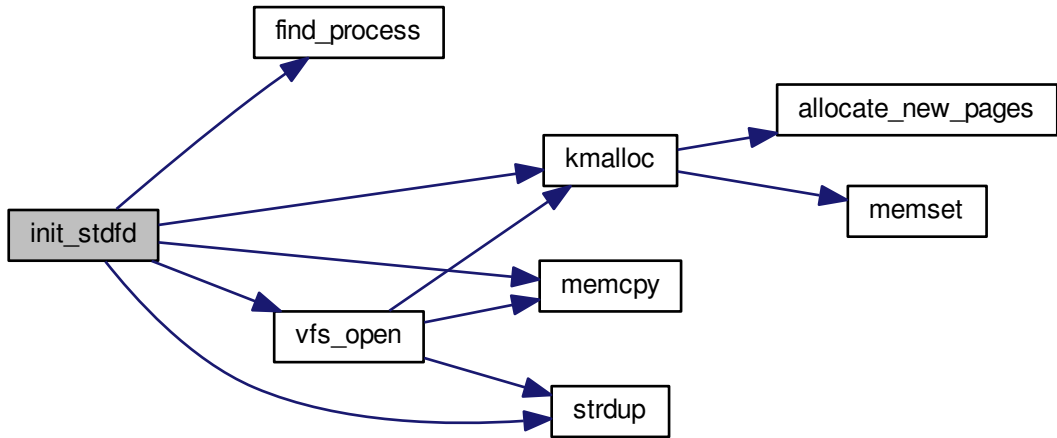 find_process
allocate_new_pages
kmalloc
memset
init_stdfd
memcpy
vfs_open
strdup